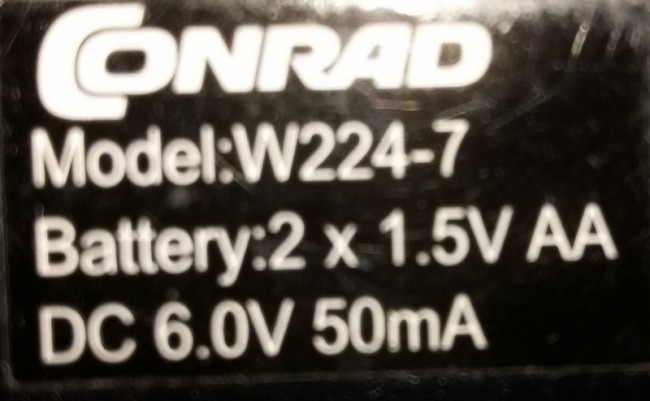 CONRAD
Model:W224-7
Battery:2 x 1.5V AA
DC 6.0V 50mA